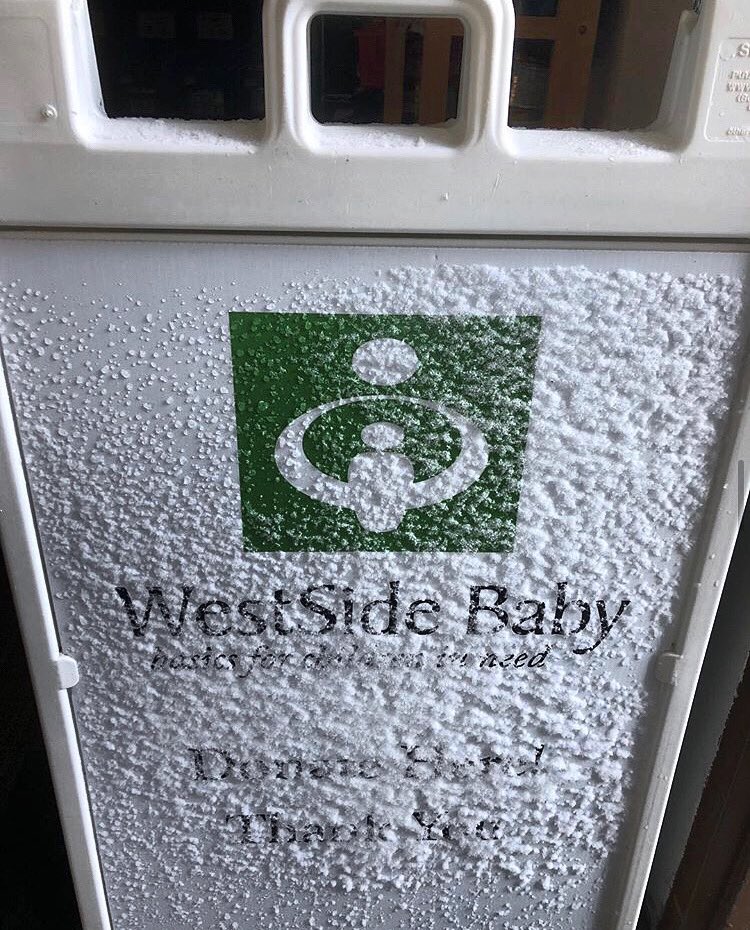 WestSide Baby
basics for children in need
Donate Here!
Thank You